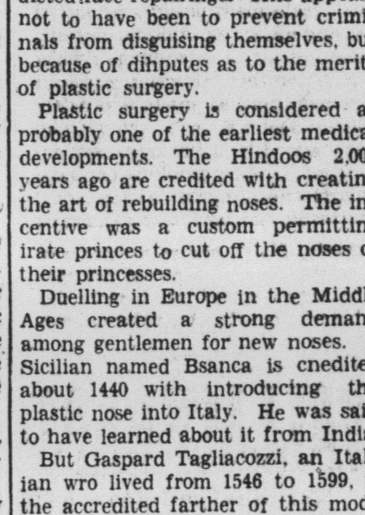 not to have been to prevent crimi-
nals from disguising themselves, bu
because of dihputes as to the merit
of plastic surgery.
Plastic surgery is considered a
probably one of the earliest medica
developments. The Hindoos 2,00
years ago are credited with creatin
the art of rebuilding noses. The in
centive was a custom permittin
irate princes to cut off the noses o
their princesses.
Duelling in Europe in the Middl
Ages created a strong deman
among gentlemen for new noses.
Sicilian named Bsanca is cnedite
about 1440 with introducing th
plastic nose into Italy. He was sai
to have learned about it from Indi
But Gaspard Tagliacozzi, an Ital
ian wro lived from 1546 to 1599,
the accredited farther of this mod